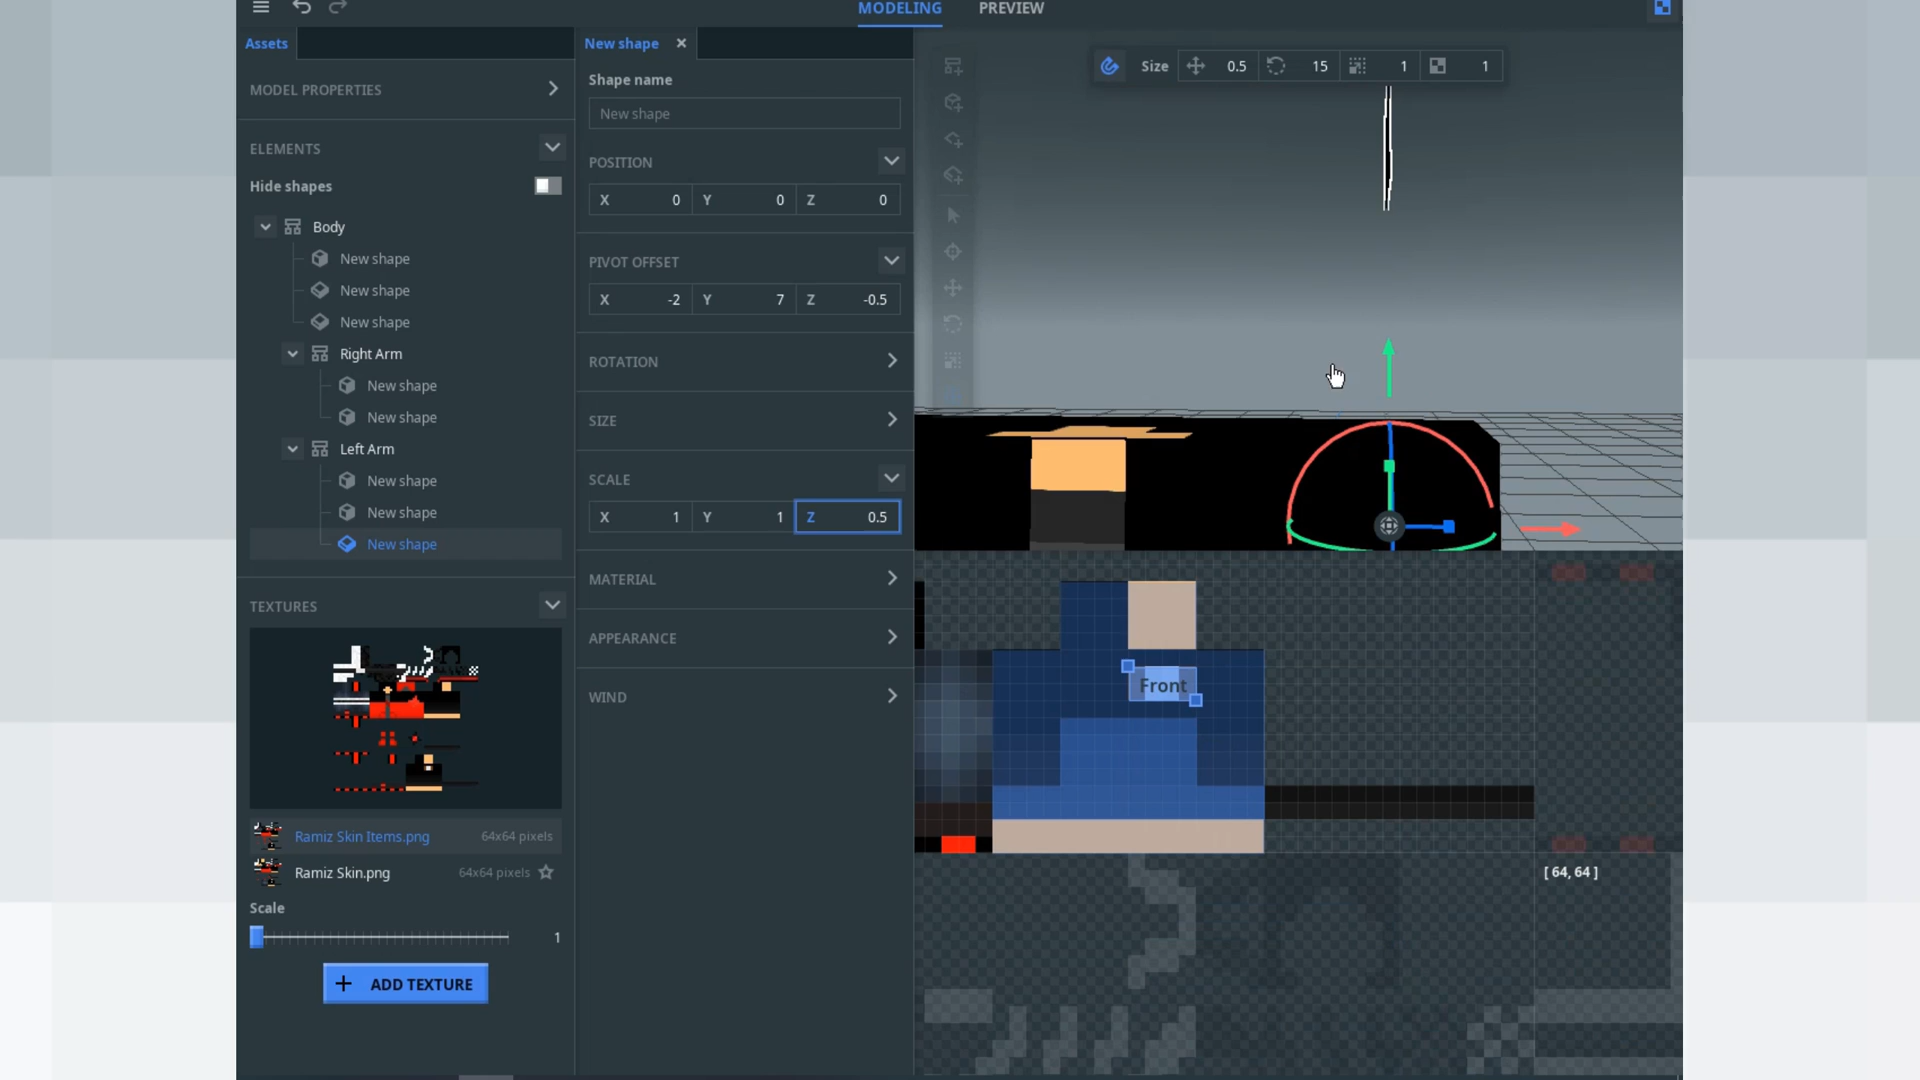 MODELING
PREVIEW
Assets
New shape
Size
0.5
15
1
1
MODEL PROPERTIES
Shape name
New shape
ELEMENTS
Hide shapes
POSITION
X 0 Y 0 Z 0
Body
New shape
New shape
New shape
Right Arm
New shape
New shape
Left Arm
New shape
New shape
New shape
PIVOT OFFSET
X -2 Y 7 Z -0.5
ROTATION
SIZE
SCALE
X 1 Y 1 Z 0.5
MATERIAL
APPEARANCE
WIND
TEXTURES
Ramiz Skin Items.png 64x64 pixels
Ramiz Skin.png 64x64 pixels
Scale
1
ADD TEXTURE
Front
[ 64, 64 ]